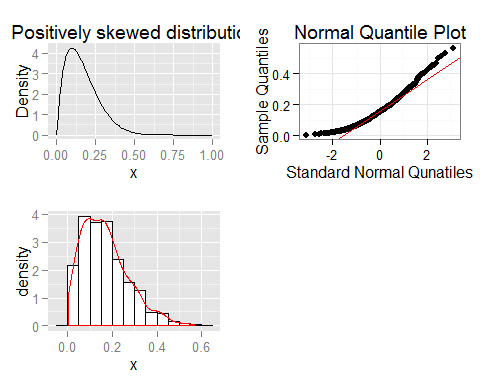 Positively skewed distributic
Density
4
3
2
1
0
0.00 0.25 0.50 0.75 1.00
x
Normal Quantile Plot
Sample Quantiles
0.4
0.2
0.0
-2 0 2
Standard Normal Qunatiles
density
4
3
2
1
0
0.0 0.2 0.4 0.6
x